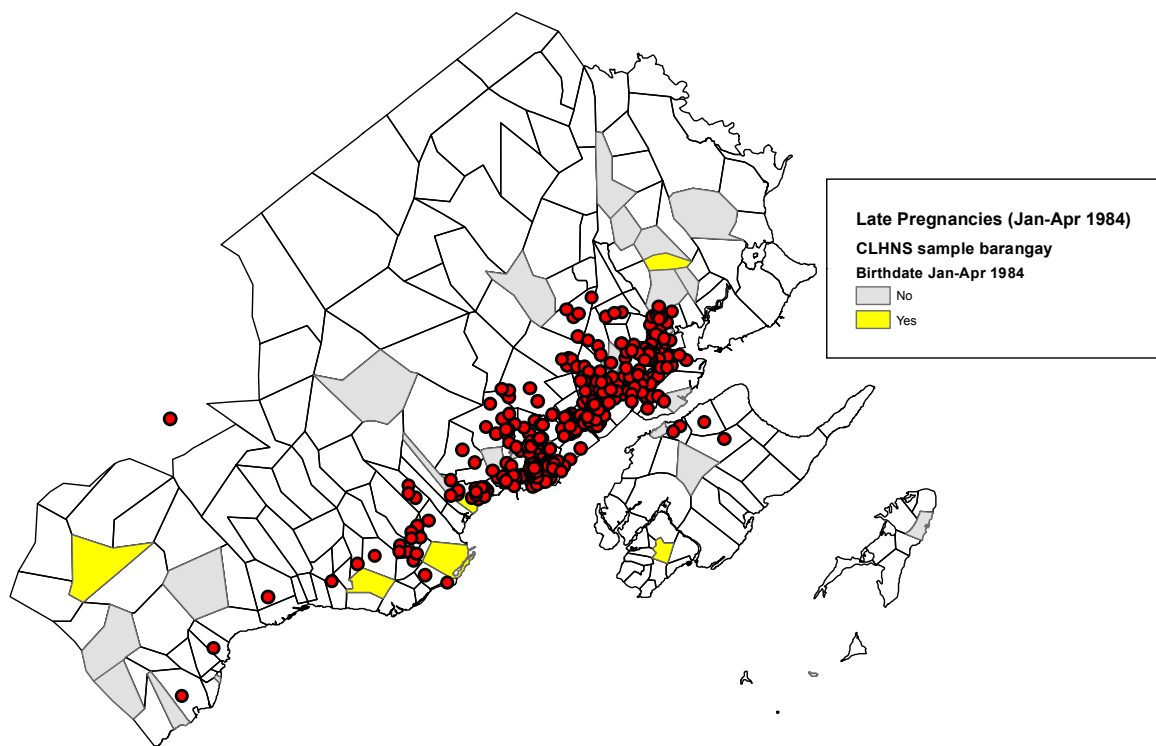 Late Pregnancies (Jan-Apr 1984)
CLHNS sample barangay
Birthdate Jan-Apr 1984
No
Yes